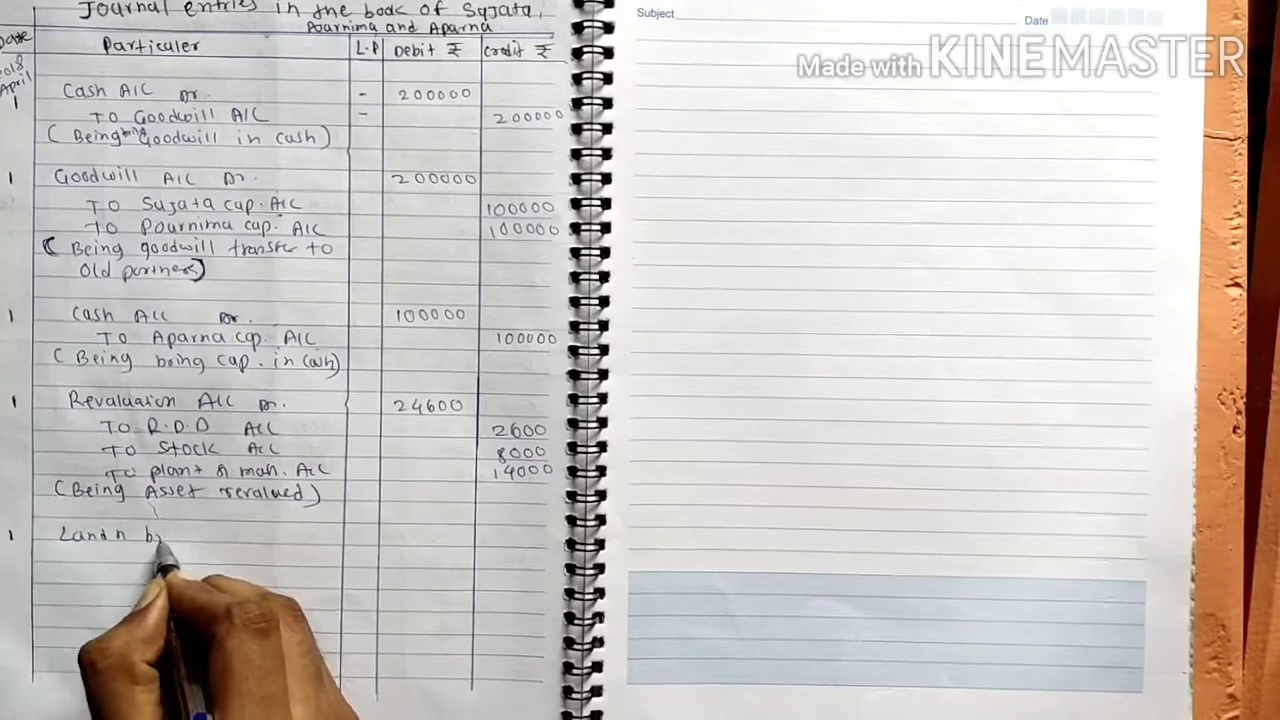 Journal entries in the book of Sujata,
Pournima and Aparna
Date Particuler L.P Debit ₹ Credit ₹
2018
April
1 Cash A/C Dr. - 200000
To Goodwill A/C - 200000
(Being Goodwill in cash)
1 Goodwill A/C Dr. 200000
To Sujata cap. A/C 100000
To Pournima cap. A/C 100000
(Being goodwill transfer to
old partners)
1 Cash A/C Dr. 100000
To Aparna cap. A/C 100000
(Being bring cap. in cash)
1 Revaluation A/C Dr. 24600
To R.D.D A/C 2600
To Stock A/C 8000
To plant & mah. A/C 14000
(Being Asset revalued)
1 Land n b
Subject Date
Made with KINEMASTER